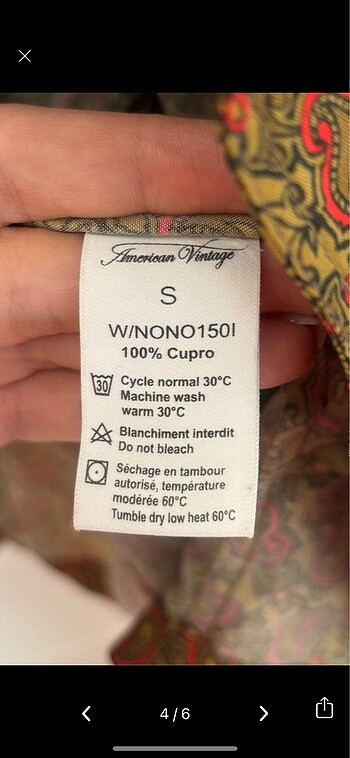 American Vintage
S
W/NONO150I
100% Cupro
30
Cycle normal 30°C
Machine wash
warm 30°C
Blanchiment interdit
Do not bleach
Séchage en tambour
autorisé, température
modérée 60°C
Tumble dry low heat 60°C
4/6